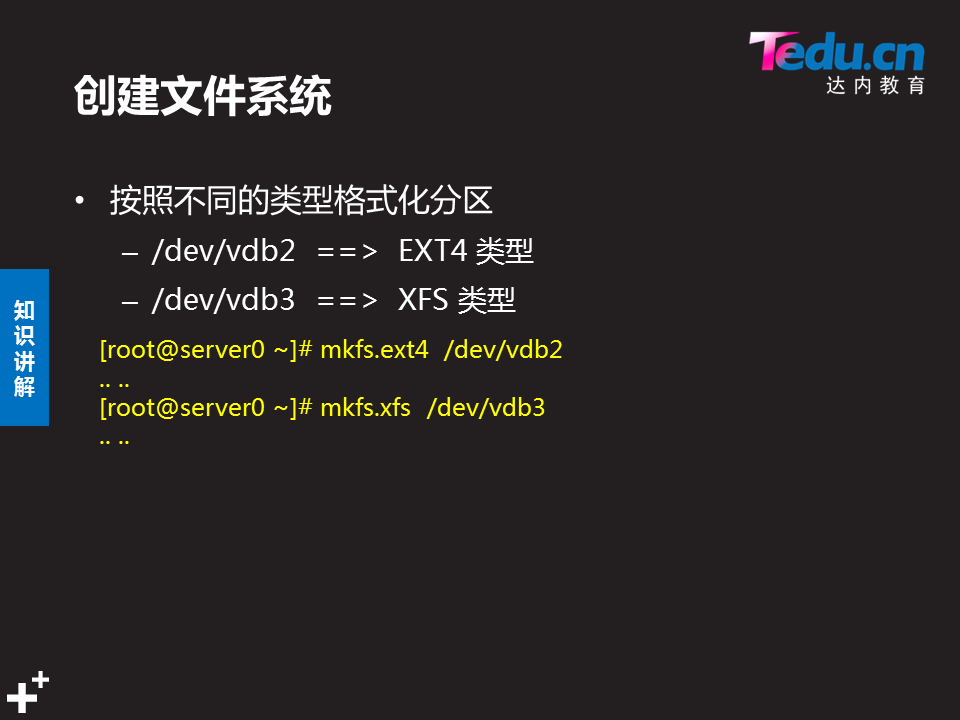 Tedu.cn
达内教育
创建文件系统
• 按照不同的类型格式化分区
– /dev/vdb2 ==> EXT4 类型
– /dev/vdb3 ==> XFS 类型
知识讲解
[root@server0 ~]# mkfs.ext4 /dev/vdb2
.. ..
[root@server0 ~]# mkfs.xfs /dev/vdb3
.. ..